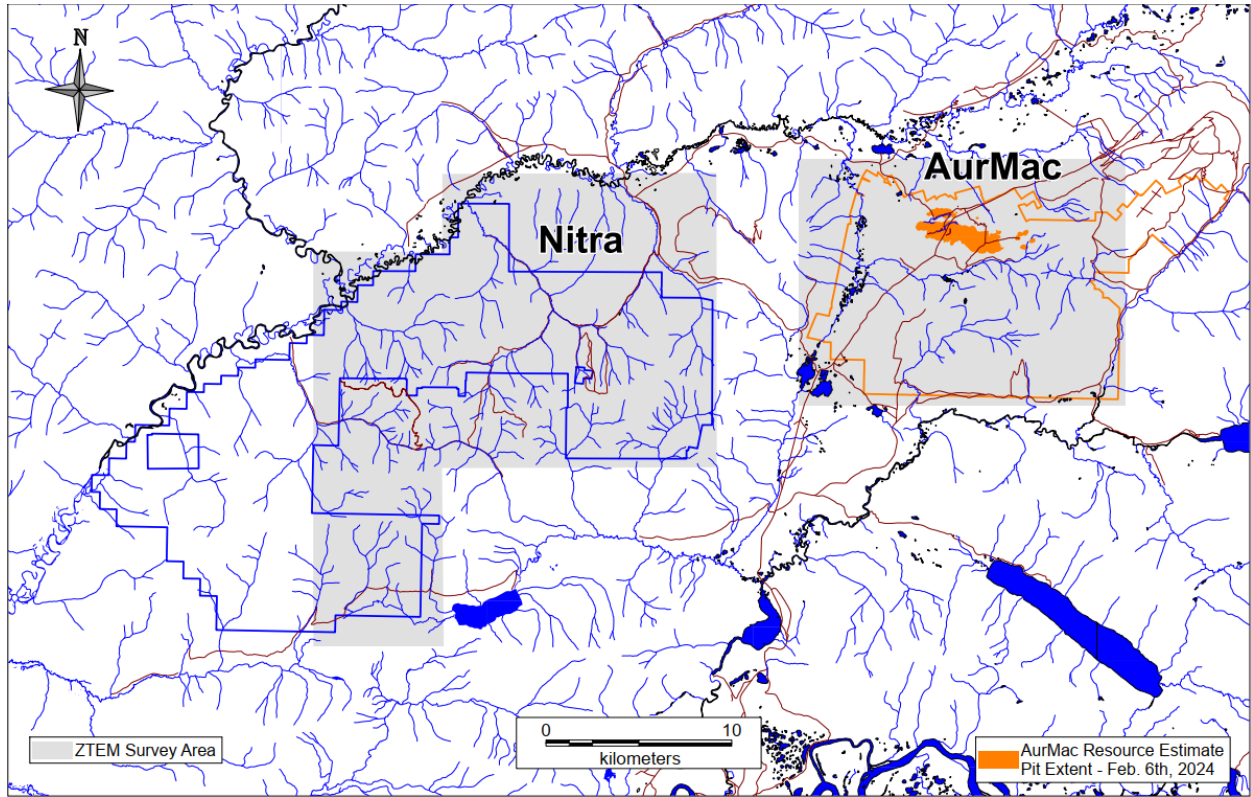 N
AurMac
Nitra
0 10
kilometers
ZTEM Survey Area
AurMac Resource Estimate
Pit Extent - Feb. 6th, 2024